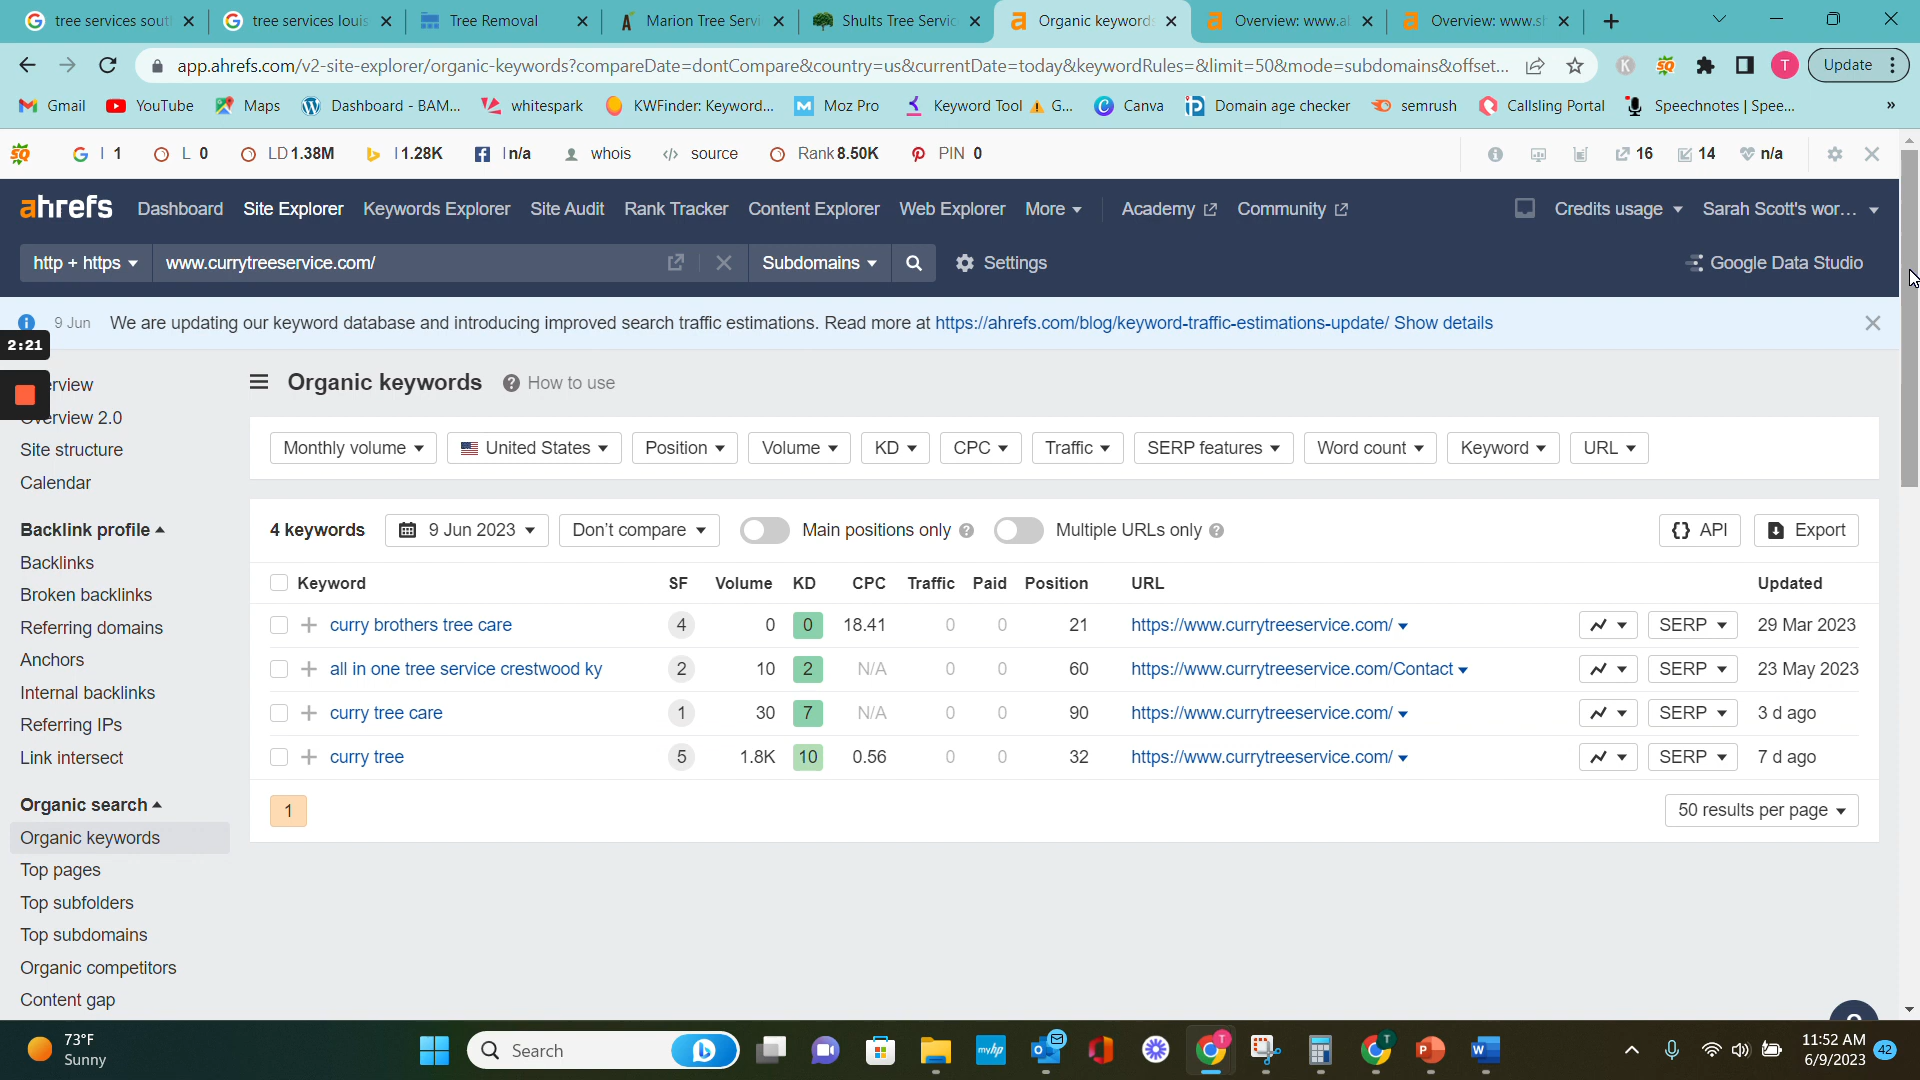 tree services sout
tree services louis
Tree Removal
Marion Tree Servi
Shults Tree Servic
Organic keywords
Overview: www.al
Overview: www.sh
app.ahrefs.com/v2-site-explorer/organic-keywords?compareDate=dontCompare&country=us&currentDate=today&keywordRules=&limit=50&mode=subdomains&offset...
K
SQ
T
Update
Gmail
YouTube
Maps
Dashboard - BAM...
whitespark
KWFinder: Keyword...
Moz Pro
Keyword Tool
G...
Canva
Domain age checker
semrush
Callsling Portal
Speechnotes | Spee...
»
SQ
I 1
L 0
LD 1.38M
I 1.28K
I n/a
whois
source
Rank 8.50K
PIN 0
16
14
n/a
ahrefs
Dashboard
Site Explorer
Keywords Explorer
Site Audit
Rank Tracker
Content Explorer
Web Explorer
More
Academy
Community
Credits usage
Sarah Scott's wor...
http + https
www.currytreeservice.com/
Subdomains
Settings
Google Data Studio
9 Jun We are updating our keyword database and introducing improved search traffic estimations. Read more at https://ahrefs.com/blog/keyword-traffic-estimations-update/ Show details
2:21
rview
Overview 2.0
Site structure
Calendar
Backlink profile
Backlinks
Broken backlinks
Referring domains
Anchors
Internal backlinks
Referring IPs
Link intersect
Organic search
Organic keywords
Top pages
Top subfolders
Top subdomains
Organic competitors
Content gap
Organic keywords
? How to use
Monthly volume
United States
Position
Volume
KD
CPC
Traffic
SERP features
Word count
Keyword
URL
4 keywords
9 Jun 2023
Don't compare
Main positions only ?
Multiple URLs only ?
{} API
Export
Keyword SF Volume KD CPC Traffic Paid Position URL Updated
curry brothers tree care 4 0 0 18.41 0 0 21 https://www.currytreeservice.com/ SERP 29 Mar 2023
all in one tree service crestwood ky 2 10 2 N/A 0 0 60 https://www.currytreeservice.com/Contact SERP 23 May 2023
curry tree care 1 30 7 N/A 0 0 90 https://www.currytreeservice.com/ SERP 3 d ago
curry tree 5 1.8K 10 0.56 0 0 32 https://www.currytreeservice.com/ SERP 7 d ago
1
50 results per page
73°F
Sunny
Search
myhp
T
T
11:52 AM
6/9/2023
42